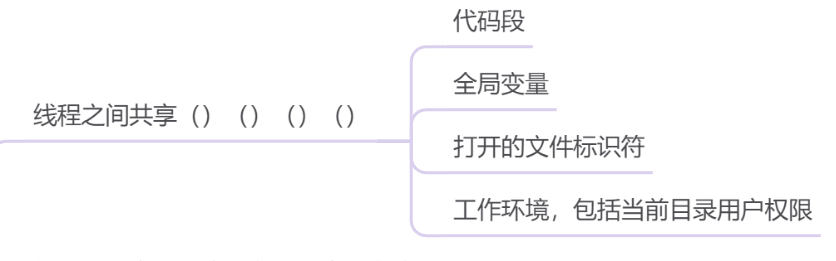 代码段
全局变量
线程之间共享（）（）（）（）
打开的文件标识符
工作环境，包括当前目录用户权限